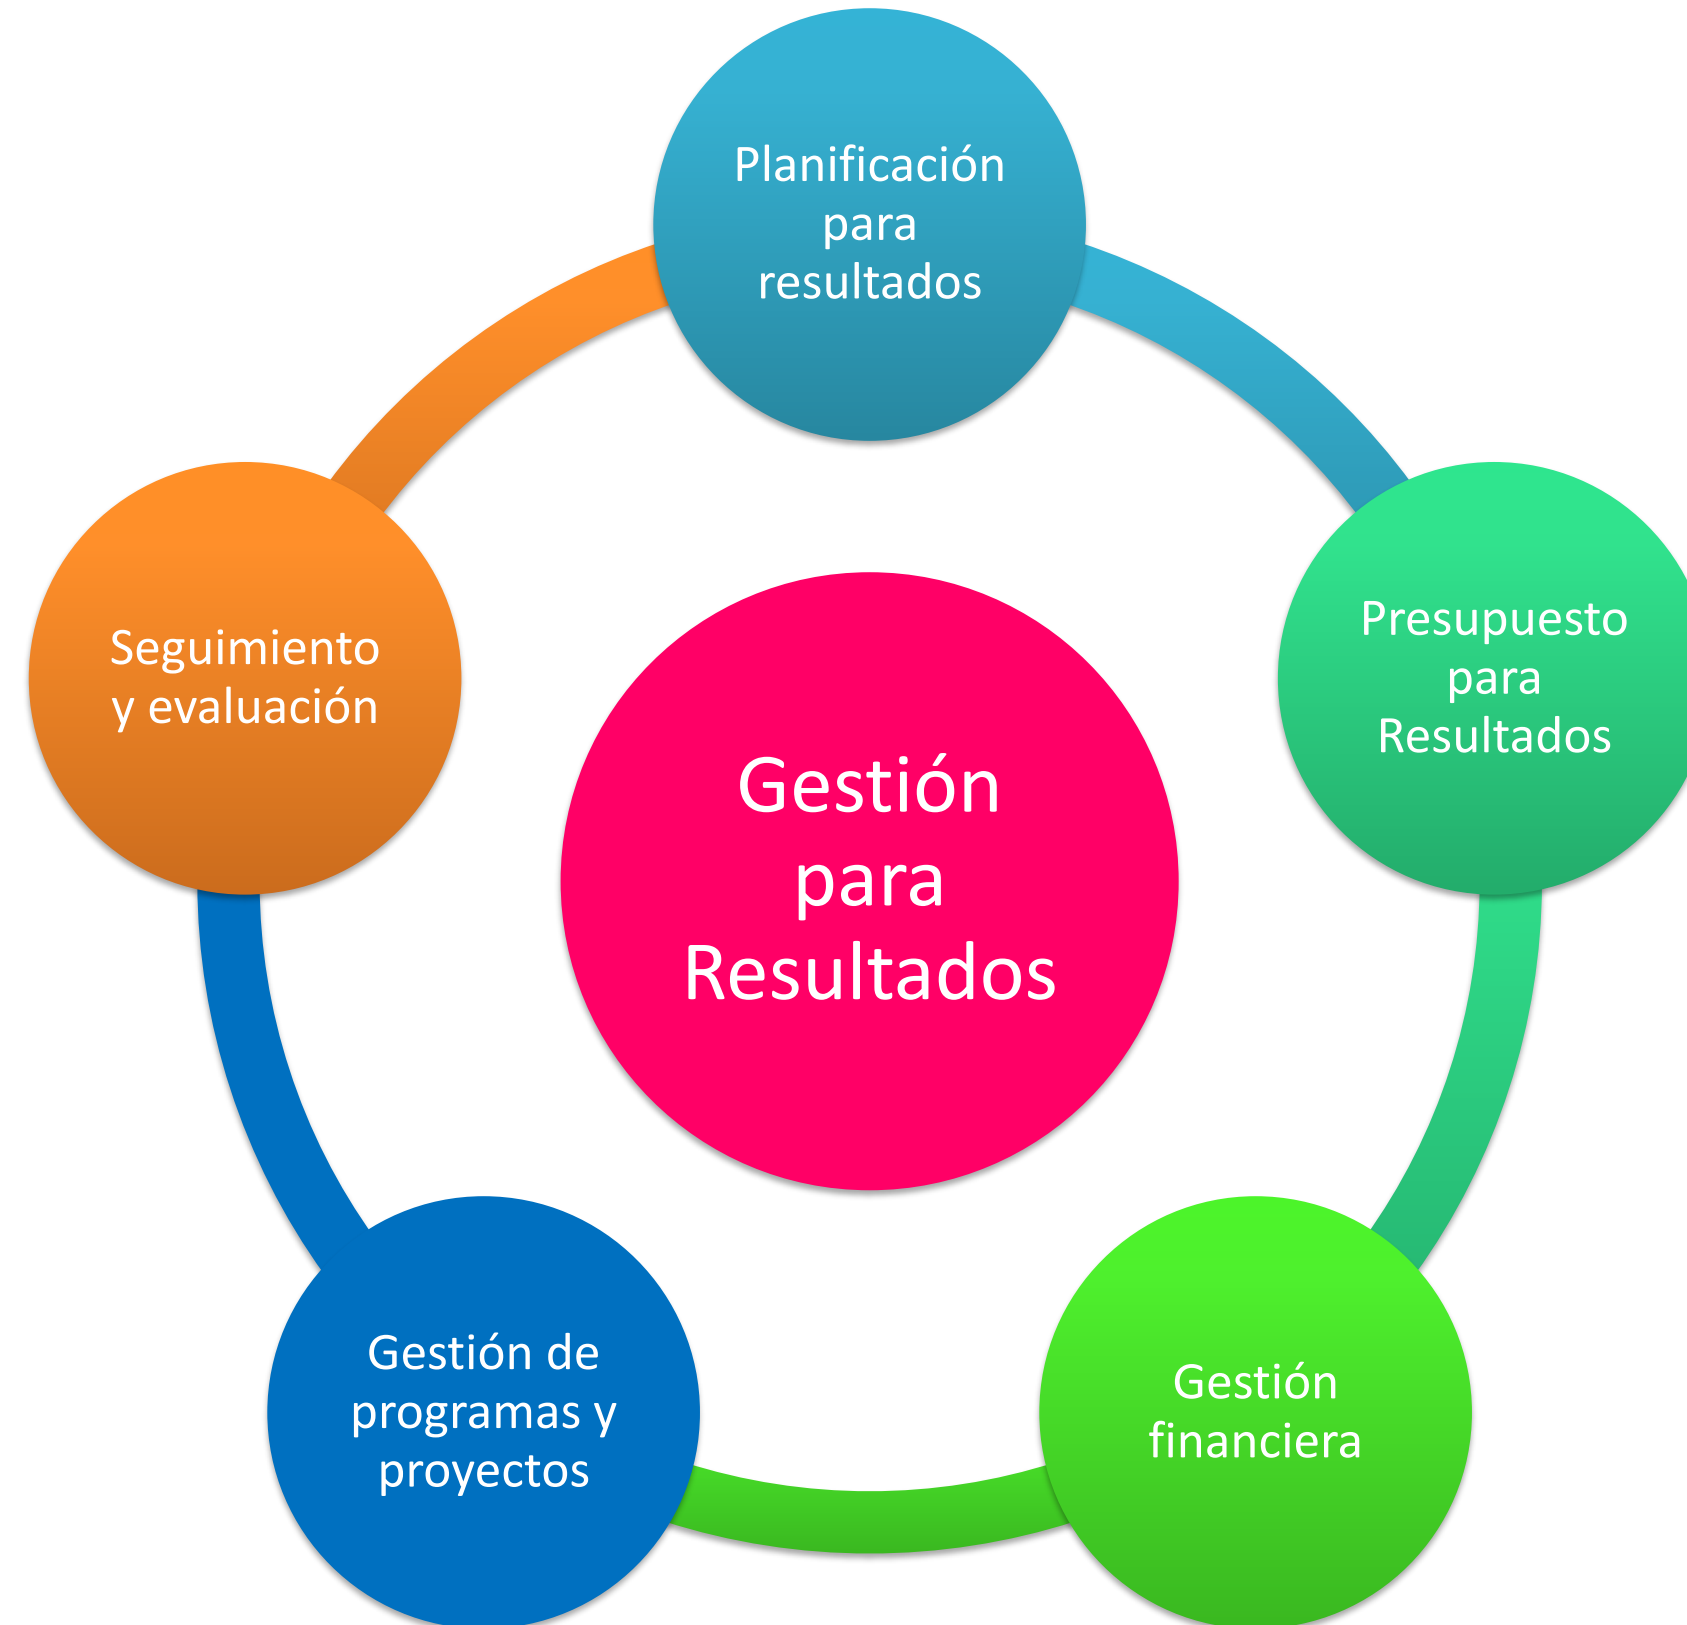 Planificación
para
resultados
Presupuesto
para
Resultados
Gestión
financiera
Gestión de
programas y
proyectos
Seguimiento
y evaluación
Gestión
para
Resultados